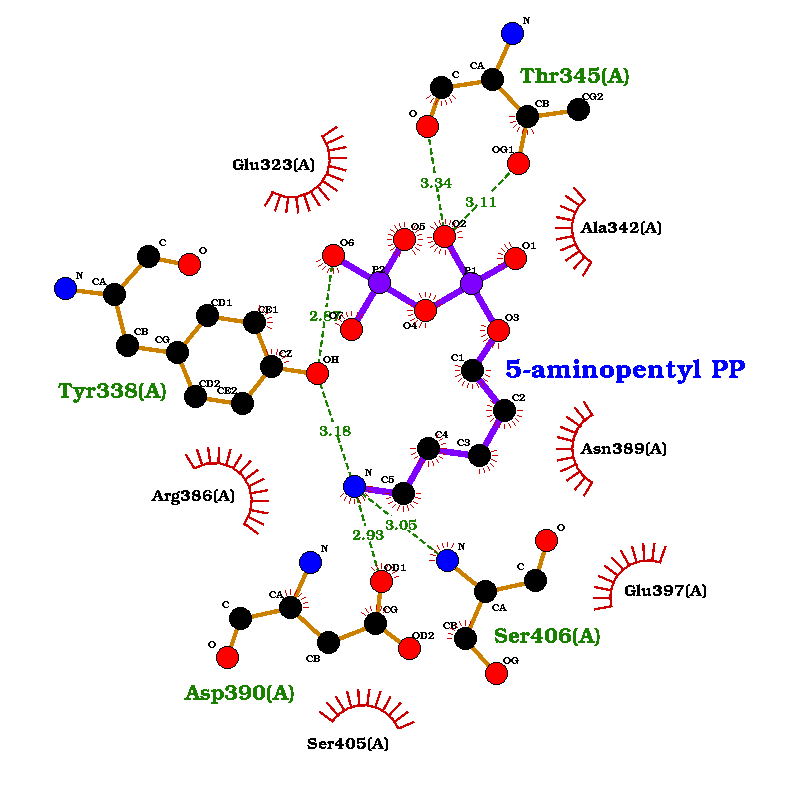 N
CA
C
Thr345(A)
CG2
CB
O
OG1
Glu323(A)
3.34
3.11
O5
O2
Ala342(A)
O6
O1
C
O
P2
P1
N
CA
CD1
CE1
2.87
O7
O4
O3
CB
CG
CZ
OH
C1
5-aminopentyl PP
Tyr338(A)
CD2
CE2
C2
3.18
C4
C3
Asn389(A)
N
C5
Arg386(A)
3.05
2.93
O
N
N
OD1
C
Glu397(A)
CA
CA
C
CG
CB
Ser406(A)
OD2
O
CB
OG
Asp390(A)
Ser405(A)